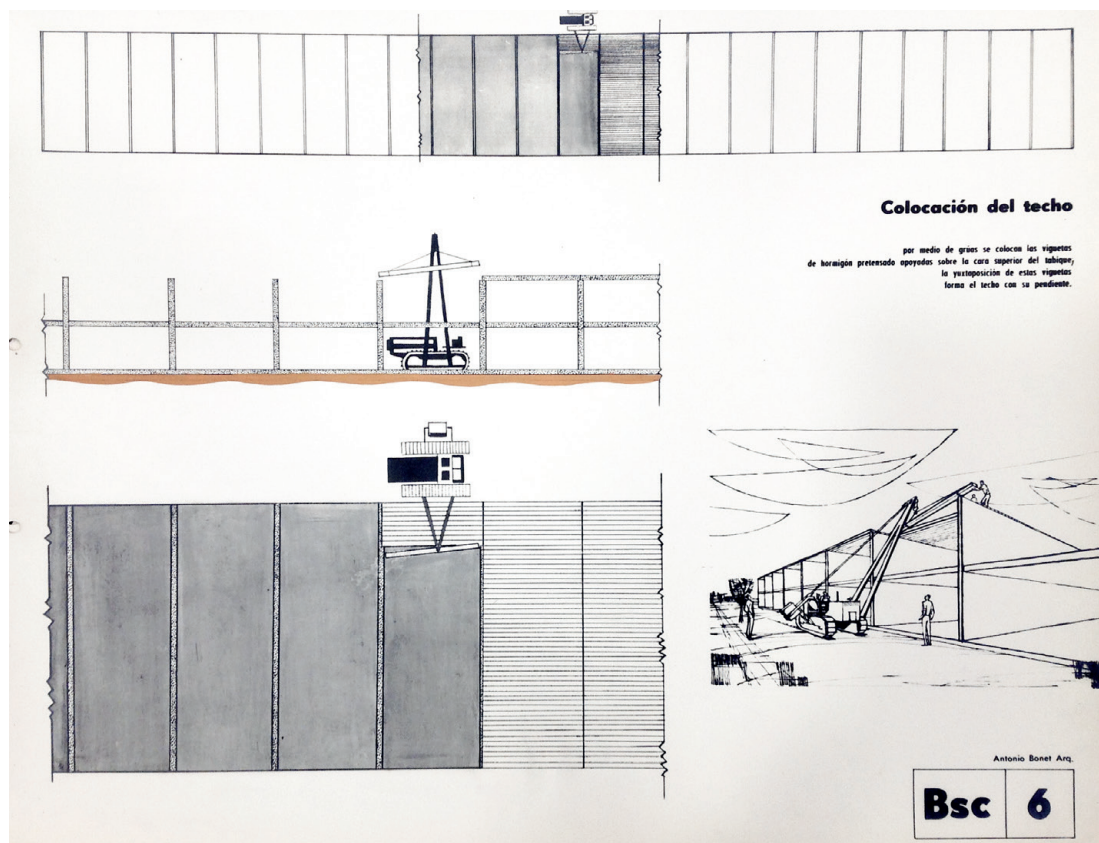 Colocación del techo
por medio de grúas se colocan las viguetas
de hormigón pretensado apoyadas sobre la cara superior del tabique,
la yuxtaposición de estas viguetas
forma el techo con su pendiente.
Antonio Bonet Arq.
Bsc 6